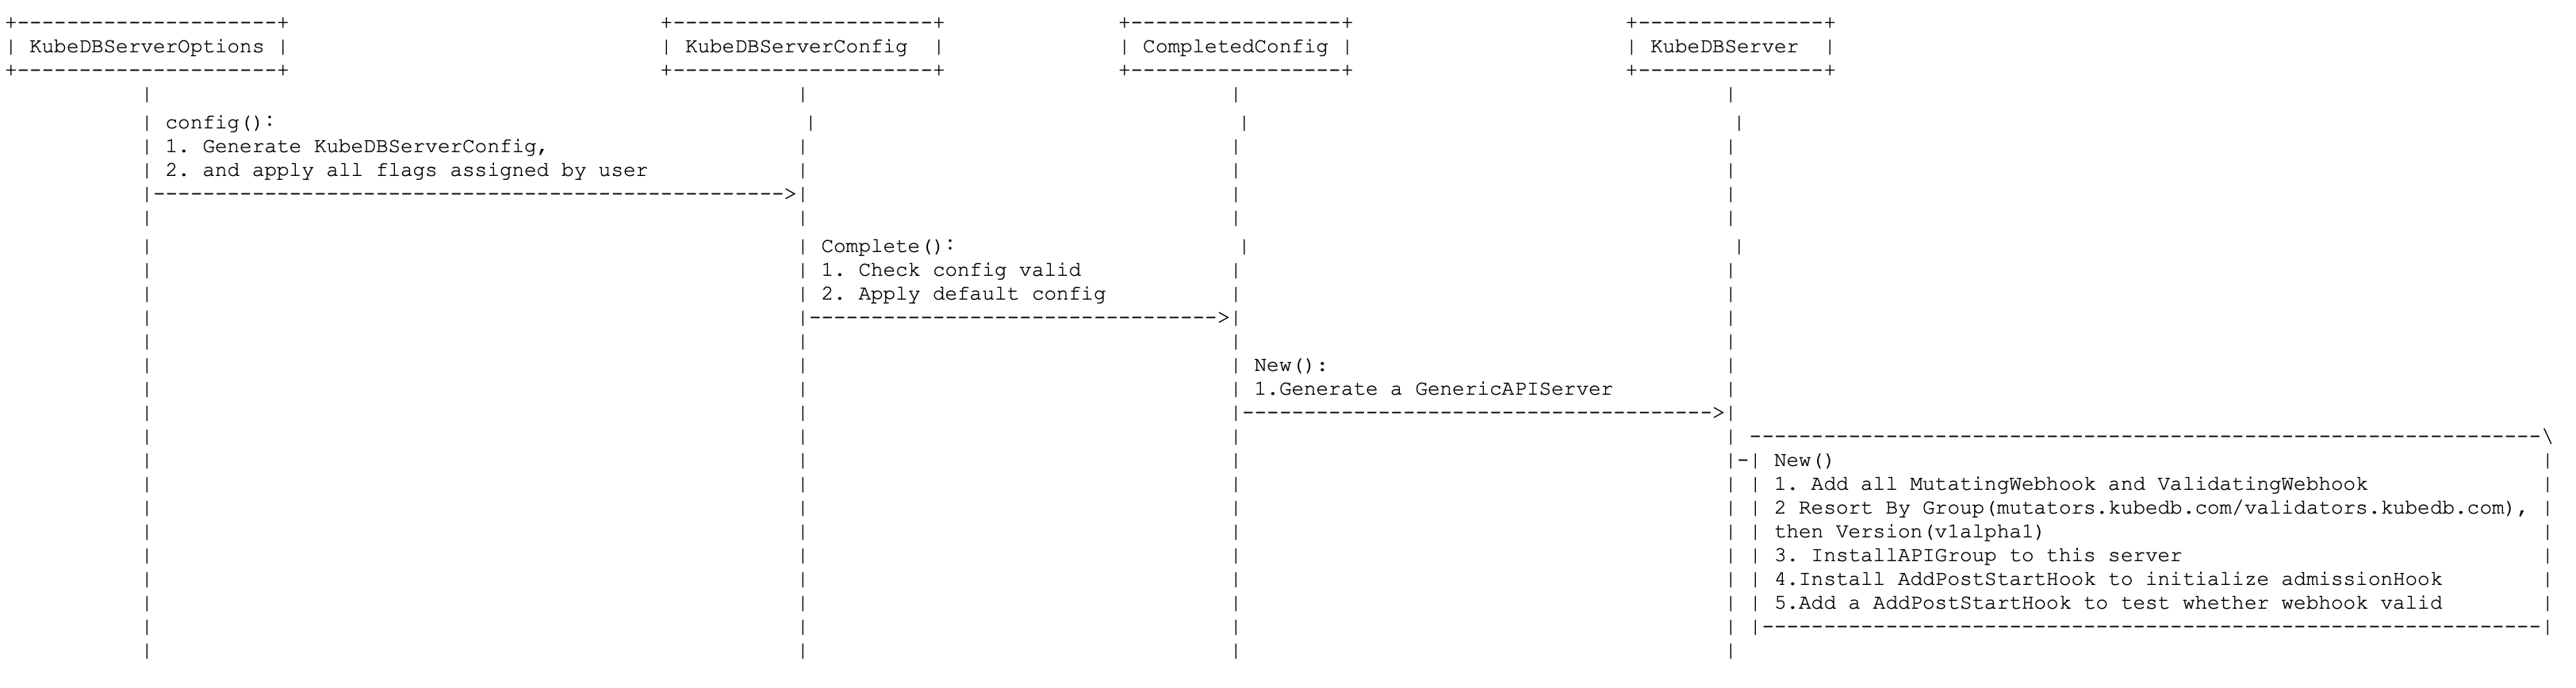 KubeDBServerOptions
KubeDBServerConfig
CompletedConfig
KubeDBServer
config():
1. Generate KubeDBServerConfig,
2. and apply all flags assigned by user
Complete():
1. Check config valid
2. Apply default config
New():
1.Generate a GenericAPIServer
New()
1. Add all MutatingWebhook and ValidatingWebhook
2 Resort By Group(mutators.kubedb.com/validators.kubedb.com),
then Version(v1alpha1)
3. InstallAPIGroup to this server
4.Install AddPostStartHook to initialize admissionHook
5.Add a AddPostStartHook to test whether webhook valid